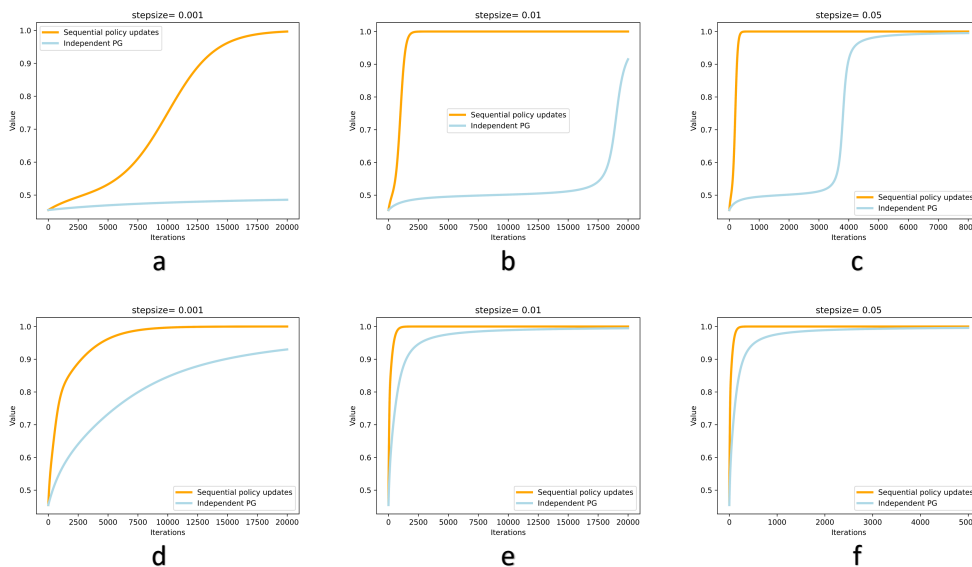 stepsize= 0.001
Sequential policy updates
Independent PG
Value
1.0
0.9
0.8
0.7
0.6
0.5
0 2500 5000 7500 10000 12500 15000 17500 20000
Iterations
a
stepsize= 0.01
Sequential policy updates
Independent PG
Value
1.0
0.9
0.8
0.7
0.6
0.5
0 2500 5000 7500 10000 12500 15000 17500 20000
Iterations
b
stepsize= 0.05
Sequential policy updates
Independent PG
Value
1.0
0.9
0.8
0.7
0.6
0.5
0 1000 2000 3000 4000 5000 6000 7000
Iterations
c
stepsize= 0.001
Sequential policy updates
Independent PG
Value
1.0
0.9
0.8
0.7
0.6
0.5
0 2500 5000 7500 10000 12500 15000 17500 20000
Iterations
d
stepsize= 0.01
Sequential policy updates
Independent PG
Value
1.0
0.9
0.8
0.7
0.6
0.5
0 2500 5000 7500 10000 12500 15000 17500 20000
Iterations
e
stepsize= 0.05
Sequential policy updates
Independent PG
Value
1.0
0.9
0.8
0.7
0.6
0.5
0 1000 2000 3000 4000
Iterations
f